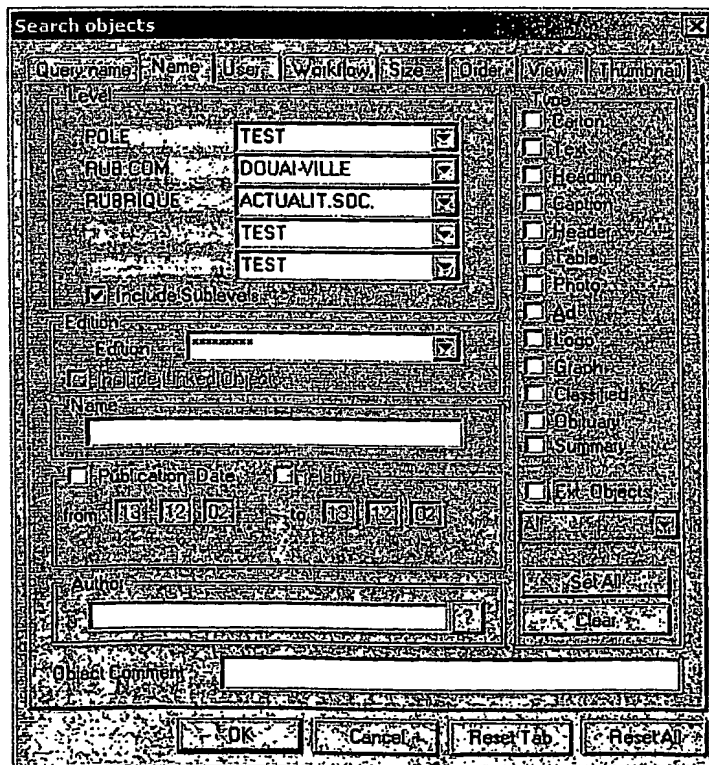 Search objects
Query name Name User Workflow Size Order View Thumbnail
Level
POLE TEST
RUB.COM. DOUAI-VILLE
RUBRIQUE ACTUALIT.SOC.
TEST
TEST
Include Sublevels
Edition
Edition *********
Include Linked Objects
Name
Publication Date
from 13 12 02 to 13 12 02
Author
?
Object Comment
Type
Carton
Text
Headline
Caption
Header
Table
Photo
Ad
Logo
Graph
Classified
Obituary
Summary
Ext. Objects
All
Set All
Clear
OK Cancel Reset Tab Reset All